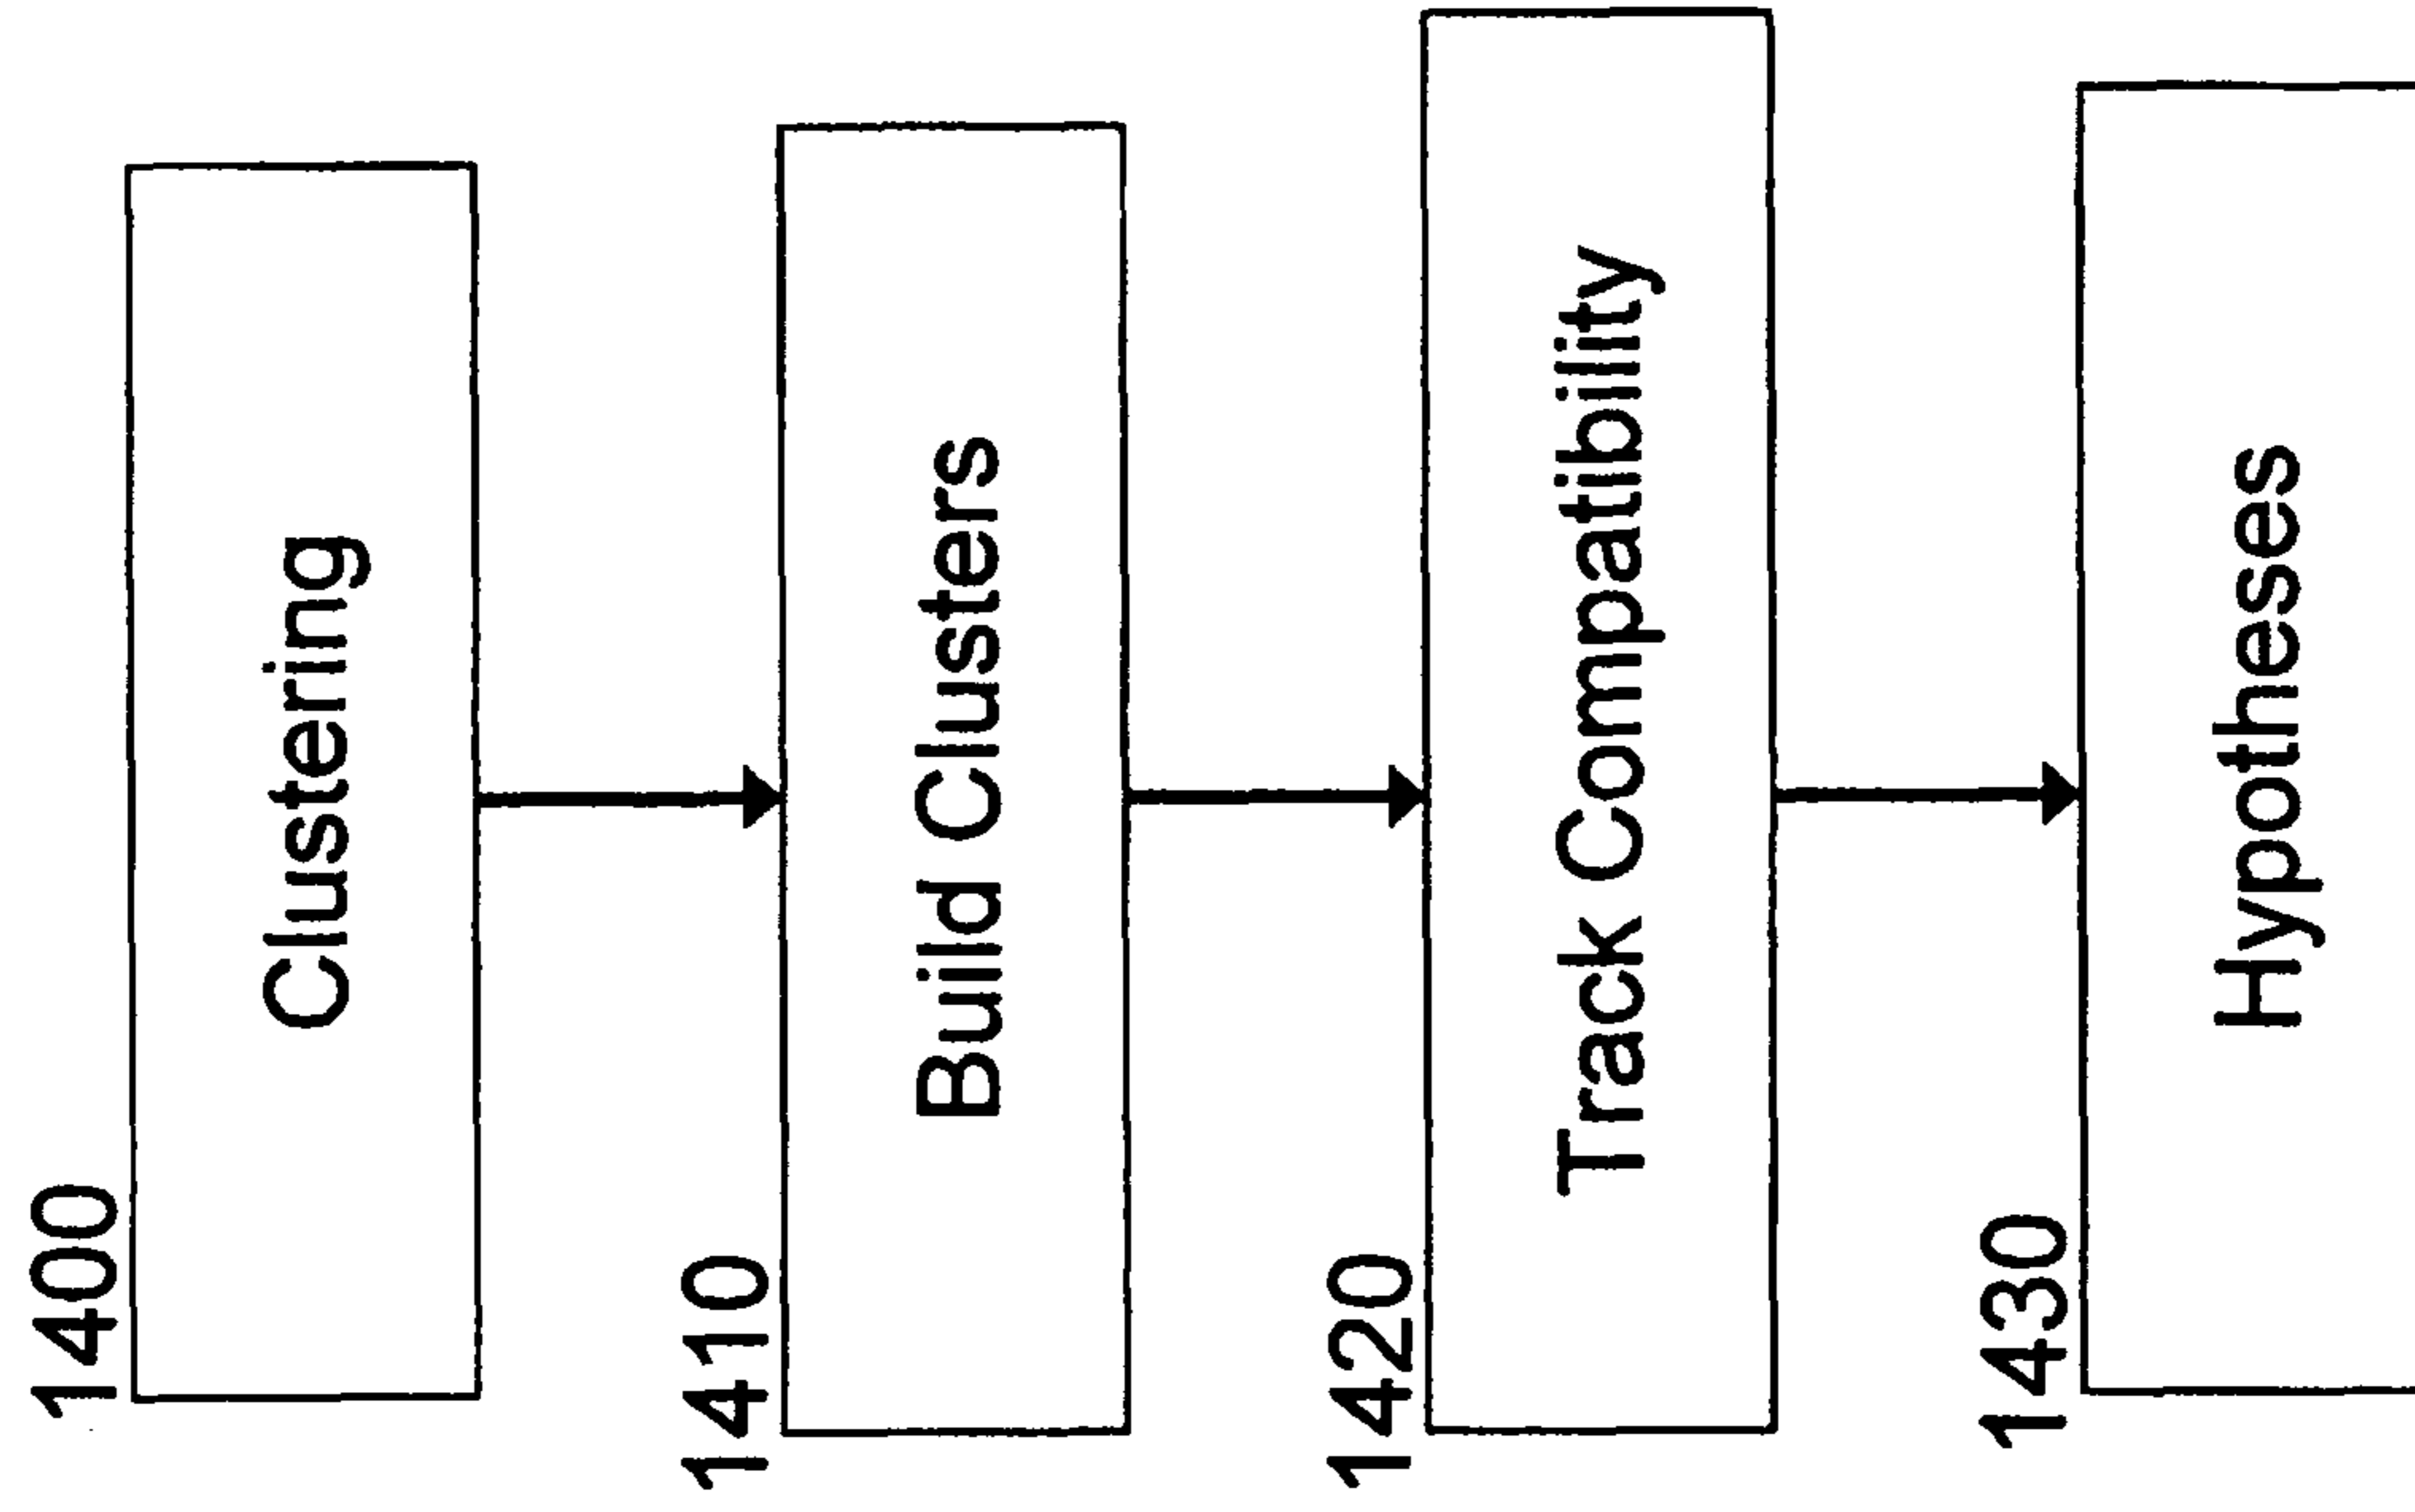 1400
Clustering
1410
Build Clusters
1420
Track Compatibility
1430
Hypotheses